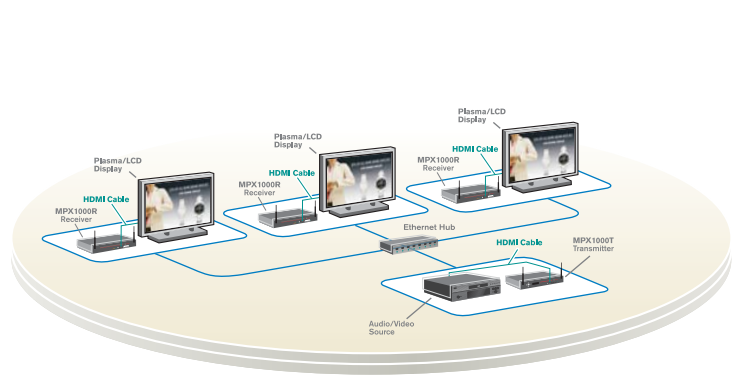 Plasma/LCD
Display
HDMI Cable
MPX1000R
Receiver
Plasma/LCD
Display
HDMI Cable
MPX1000R
Receiver
Plasma/LCD
Display
HDMI Cable
MPX1000R
Receiver
Ethernet Hub
HDMI Cable
MPX1000T
Transmitter
Audio/Video
Source